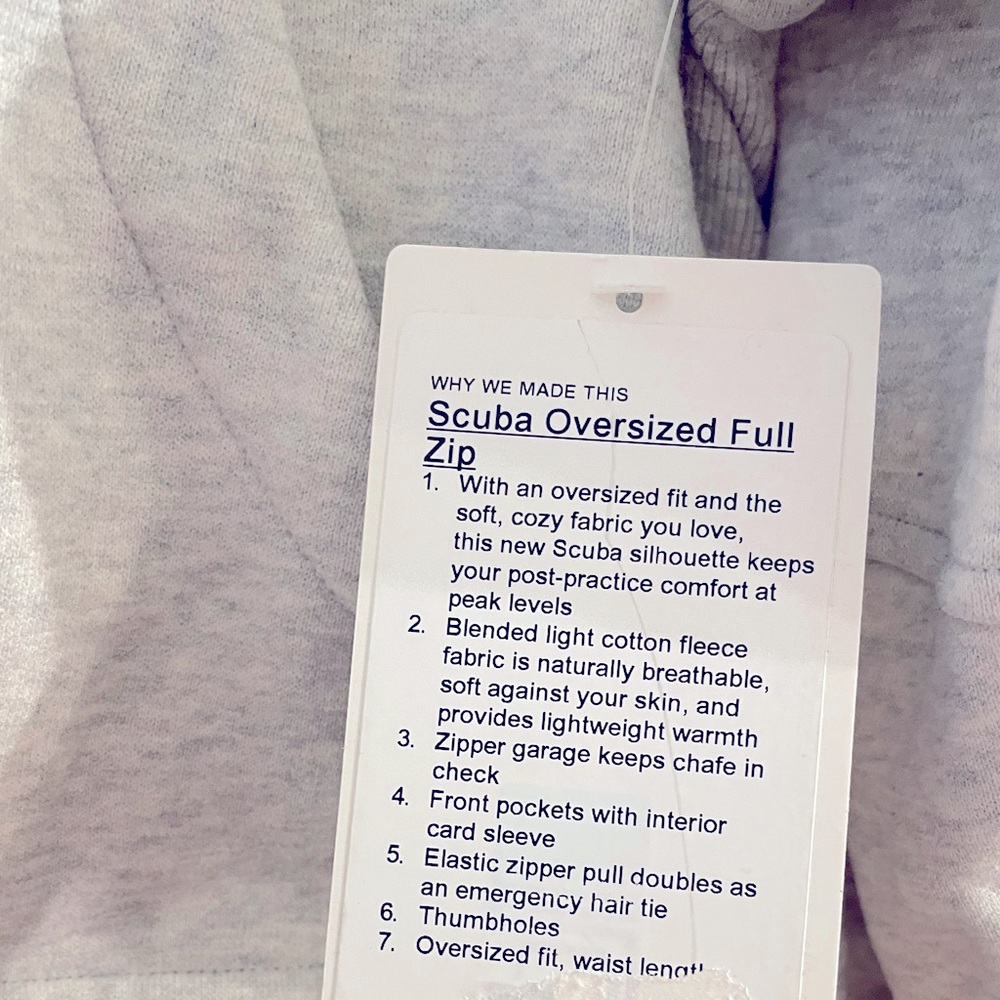 WHY WE MADE THIS
Scuba Oversized Full
Zip
1. With an oversized fit and the
soft, cozy fabric you love,
this new Scuba silhouette keeps
your post-practice comfort at
peak levels
2. Blended light cotton fleece
fabric is naturally breathable,
soft against your skin, and
provides lightweight warmth
3. Zipper garage keeps chafe in
check
4. Front pockets with interior
card sleeve
5. Elastic zipper pull doubles as
an emergency hair tie
6. Thumbholes
7. Oversized fit, waist